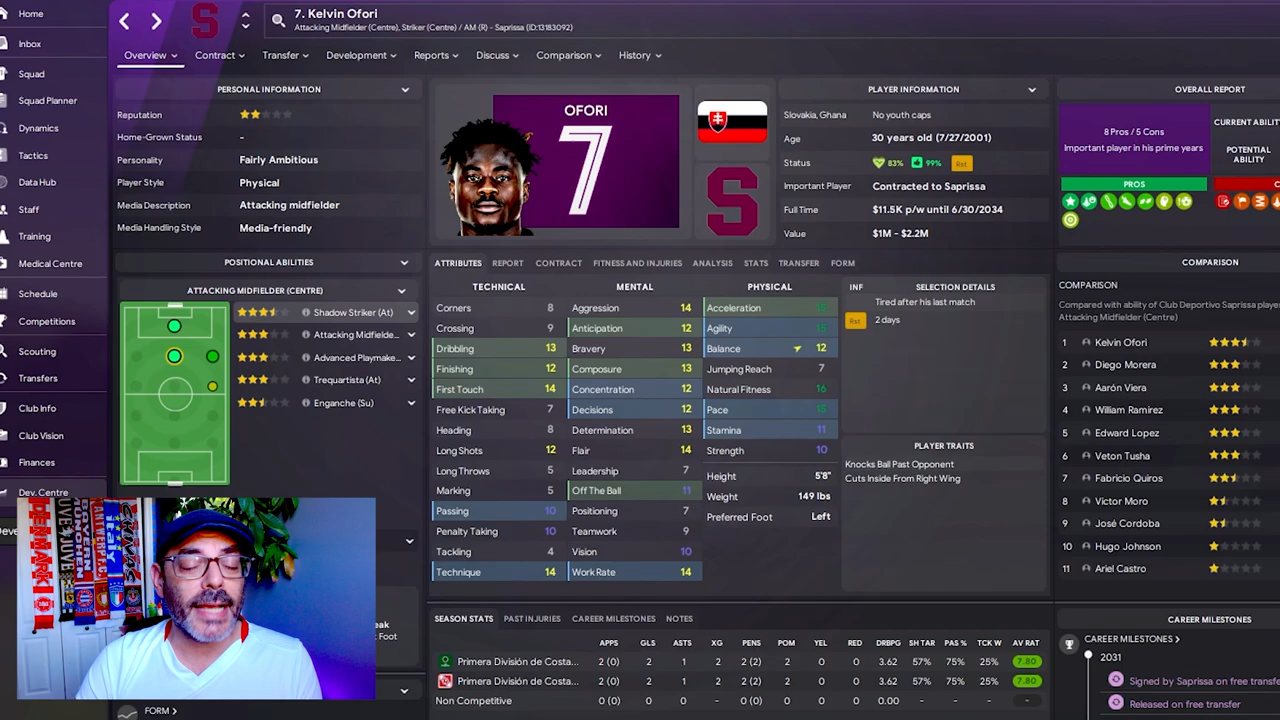 Home
Inbox
Squad
Squad Planner
Dynamics
Tactics
Data Hub
Staff
Training
Medical Centre
Schedule
Competitions
Scouting
Transfers
Club Info
Club Vision
Finances
Dev. Centre
7. Kelvin Ofori
Attacking Midfielder (Centre), Striker (Centre) / AM (R) - Saprissa (ID:13183092)
Overview Contract Transfer Development Reports Discuss Comparison History
PERSONAL INFORMATION
Reputation
Home-Grown Status -
Personality Fairly Ambitious
Player Style Physical
Media Description Attacking midfielder
Media Handling Style Media-friendly
OFORI
7
PLAYER INFORMATION
Slovakia, Ghana No youth caps
Age 30 years old (7/27/2001)
Status 83% 99% Rst
Important Player Contracted to Saprissa
Full Time $11.5K p/w until 6/30/2034
Value $1M - $2.2M
OVERALL REPORT
8 Pros / 5 Cons
Important player in his prime years
CURRENT ABILITY
POTENTIAL ABILITY
PROS
POSITIONAL ABILITIES
ATTACKING MIDFIELDER (CENTRE)
Shadow Striker (At)
Attacking Midfielde...
Advanced Playmake...
Trequartista (At)
Enganche (Su)
ATTRIBUTES REPORT CONTRACT FITNESS AND INJURIES ANALYSIS STATS TRANSFER FORM
TECHNICAL
Corners 8
Crossing 9
Dribbling 13
Finishing 12
First Touch 14
Free Kick Taking 7
Heading 8
Long Shots 12
Long Throws 5
Marking 5
Passing 10
Penalty Taking 10
Tackling 4
Technique 14
MENTAL
Aggression 14
Anticipation 12
Bravery 13
Composure 13
Concentration 12
Decisions 12
Determination 13
Flair 14
Leadership 7
Off The Ball 11
Positioning 7
Teamwork 9
Vision 10
Work Rate 14
PHYSICAL
Acceleration
Agility
Balance 12
Jumping Reach 7
Natural Fitness 16
Pace
Stamina 11
Strength 10
Height 5'8"
Weight 149 lbs
Preferred Foot Left
INF SELECTION DETAILS
Tired after his last match
Rst 2 days
PLAYER TRAITS
Knocks Ball Past Opponent
Cuts Inside From Right Wing
COMPARISON
COMPARISON
Compared with ability of Club Deportivo Saprissa
Attacking Midfielder (Centre)
1 Kelvin Ofori
2 Diego Morera
3 Aarón Viera
4 William Ramírez
5 Edward Lopez
6 Veton Tusha
7 Fabricio Quiros
8 Victor Moro
9 José Cordoba
10 Hugo Johnson
11 Ariel Castro
SEASON STATS PAST INJURIES CAREER MILESTONES NOTES
APPS GLS ASTS XG PENS POM YEL RED DRBPG SH TAR PAS % TCK W AV RAT
Primera División de Costa... 2 (0) 2 1 2 2 (2) 2 0 0 3.62 57% 75% 25% 7.80
Primera División de Costa... 2 (0) 2 1 2 2 (2) 2 0 0 3.62 57% 75% 25% 7.80
Non Competitive 0 (0) 0 0 - 0 (0) 0 0 0 0.00 - - - -
CAREER MILESTONES
CAREER MILESTONES >
2031
Signed by Saprissa on free transfe
Released on free transfer
DENMARK
JUVE
BAYERN
MÜNCHEN
ANTWERP F.C.
Italy
Foot
FORM >